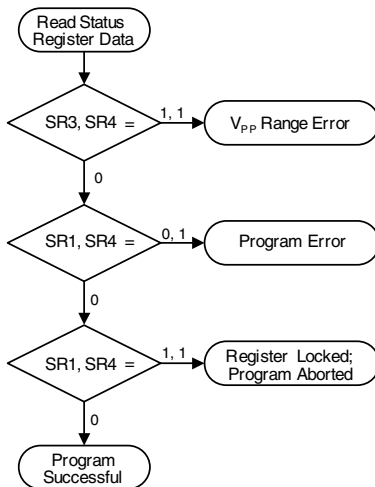 Read Status
Register Data
SR3, SR4 =
1, 1
V_PP Range Error
0
SR1, SR4 =
0, 1
Program Error
0
SR1, SR4 =
1, 1
Register Locked;
Program Aborted
0
Program
Successful